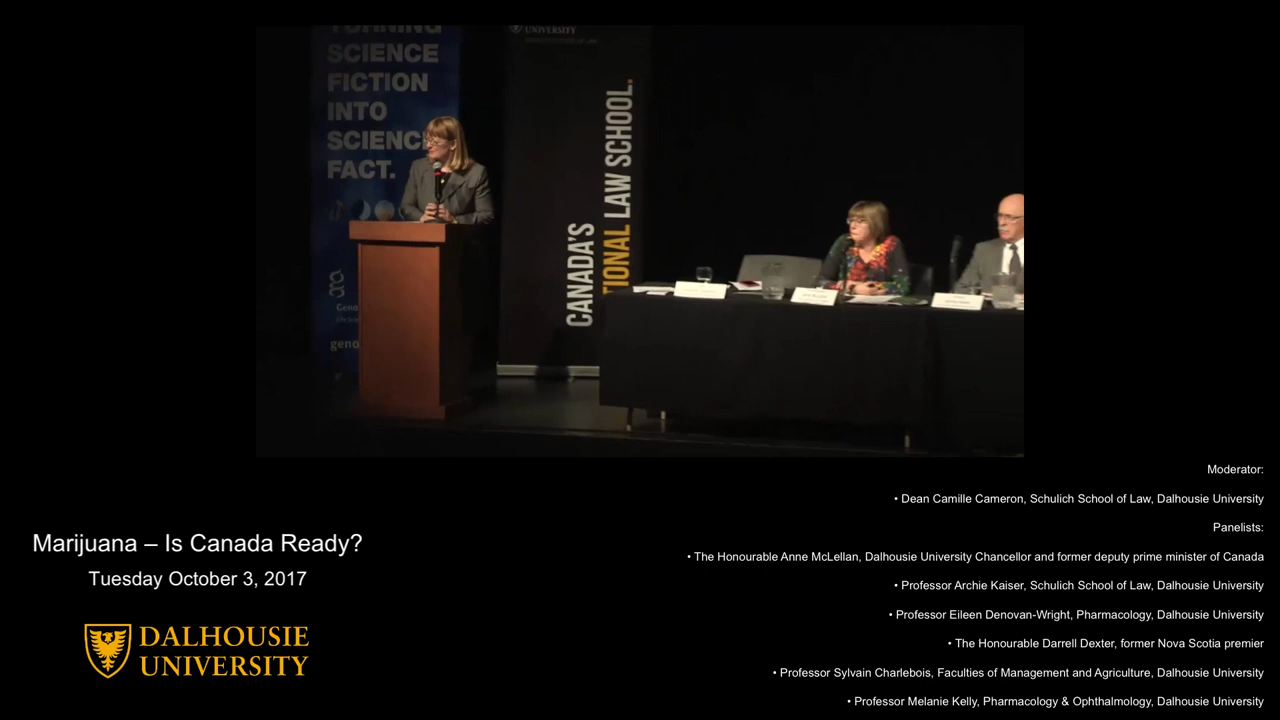 TURNING
SCIENCE
FICTION
INTO
SCIENC
FACT.
Geno
geno
UNIVERSITY
CANADA'S
TIONAL LAW SCHOOL.
Moderator:
• Dean Camille Cameron, Schulich School of Law, Dalhousie University
Panelists:
• The Honourable Anne McLellan, Dalhousie University Chancellor and former deputy prime minister of Canada
• Professor Archie Kaiser, Schulich School of Law, Dalhousie University
• Professor Eileen Denovan-Wright, Pharmacology, Dalhousie University
• The Honourable Darrell Dexter, former Nova Scotia premier
• Professor Sylvain Charlebois, Faculties of Management and Agriculture, Dalhousie University
• Professor Melanie Kelly, Pharmacology & Ophthalmology, Dalhousie University
Marijuana – Is Canada Ready?
Tuesday October 3, 2017
DALHOUSIE
UNIVERSITY